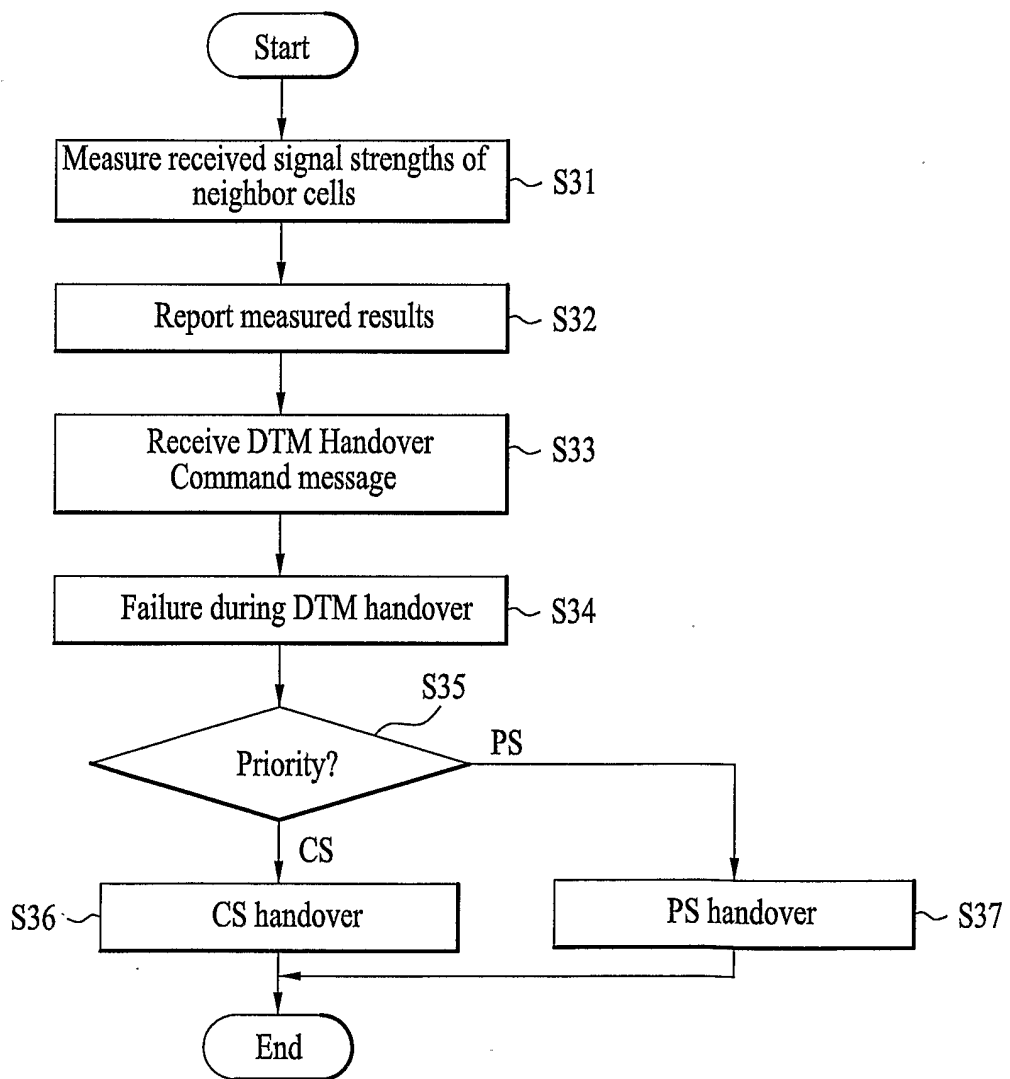 Start
Measure received signal strengths of
neighbor cells
S31
Report measured results
S32
Receive DTM Handover
Command message
S33
Failure during DTM handover
S34
S35
Priority?
PS
CS
S36
CS handover
PS handover
S37
End